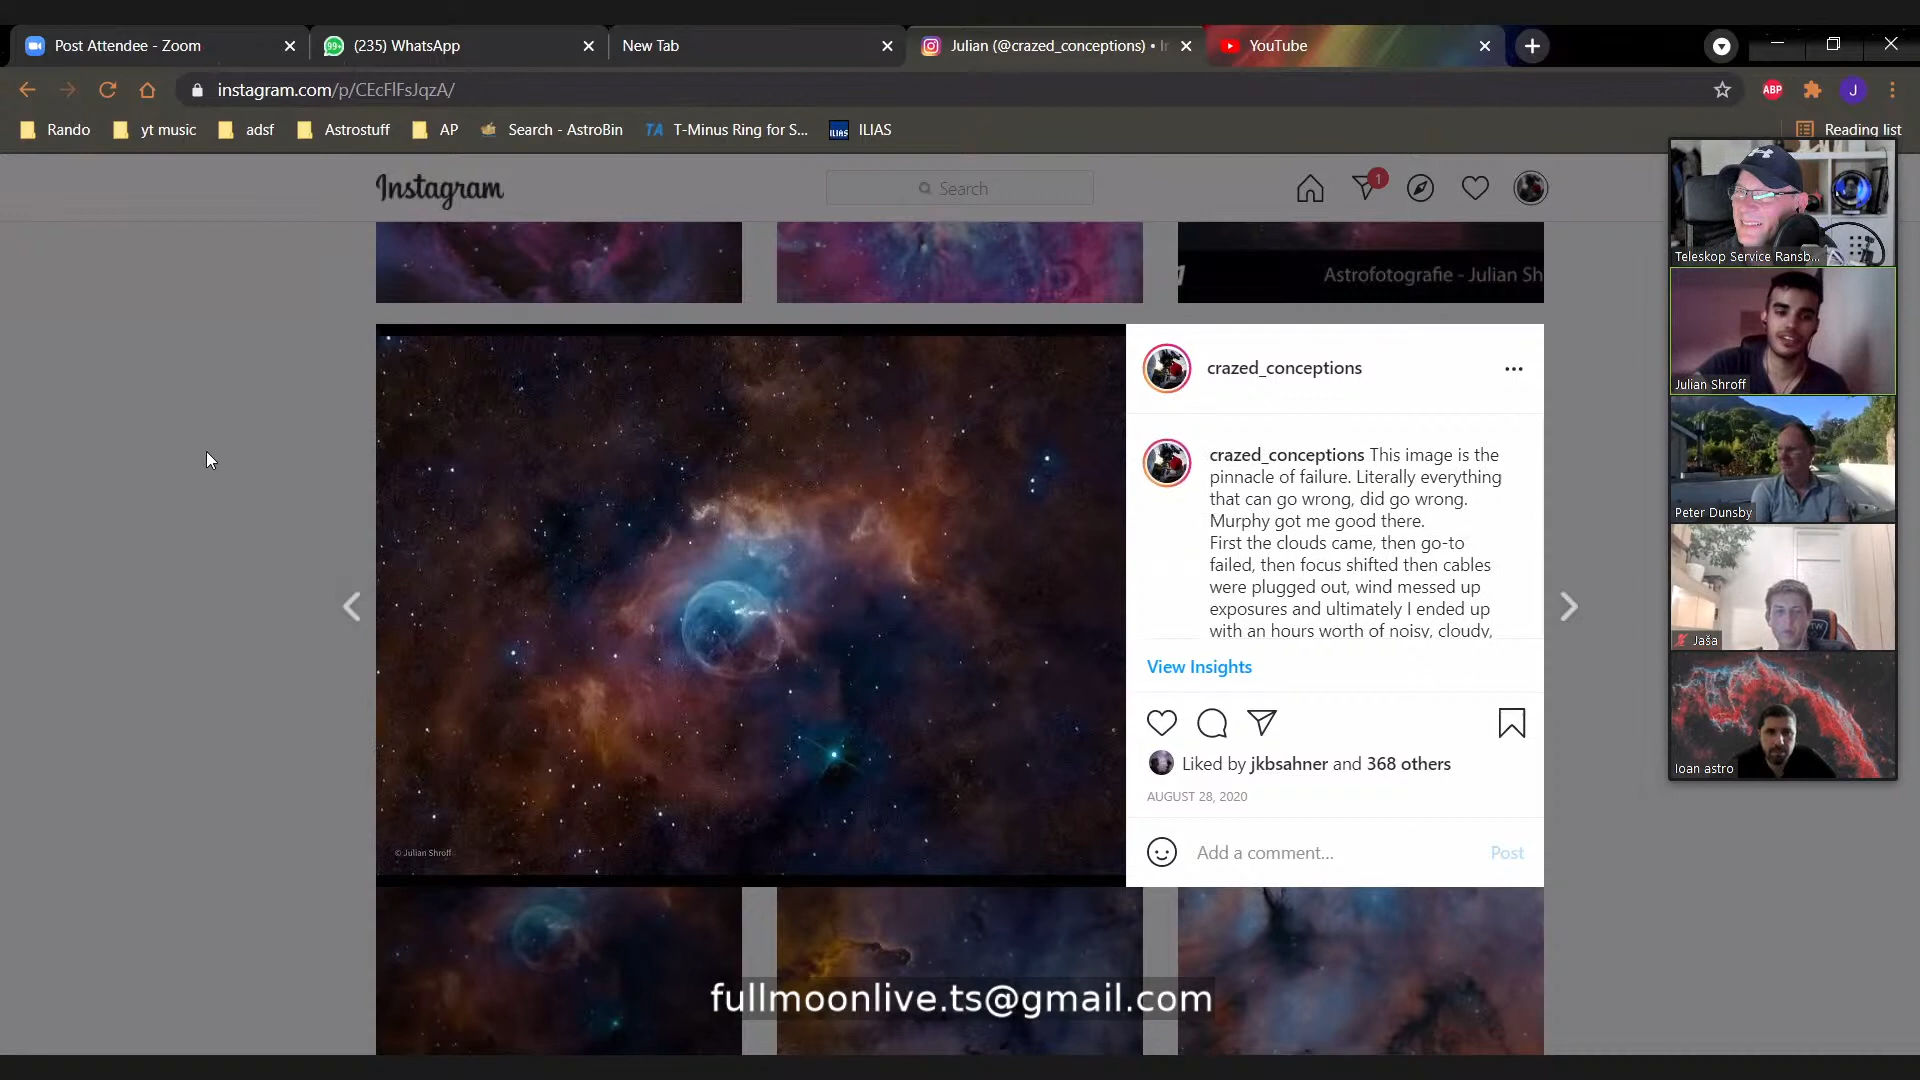 Post Attendee - Zoom
(235) WhatsApp
New Tab
Julian (@crazed_conceptions) • In
YouTube
instagram.com/p/CEcFlFsJqzA/
ABP
J
Rando
yt music
adsf
Astrostuff
AP
Search - AstroBin
TA
T-Minus Ring for S...
ILIAS
ILIAS
Reading list
Instagram
Search
1
Astrofotografie - Julian Sh
crazed_conceptions
crazed_conceptions This image is the
pinnacle of failure. Literally everything
that can go wrong, did go wrong.
Murphy got me good there.
First the clouds came, then go-to
failed, then focus shifted then cables
were plugged out, wind messed up
exposures and ultimately I ended up
with an hours worth of noisy, cloudy,
View Insights
Liked by jkbsahner and 368 others
AUGUST 28, 2020
Add a comment...
Post
© Julian Shroff
fullmoonlive.ts@gmail.com
Teleskop Service Ransb...
Julian Shroff
Peter Dunsby
Jaša
Ioan astro